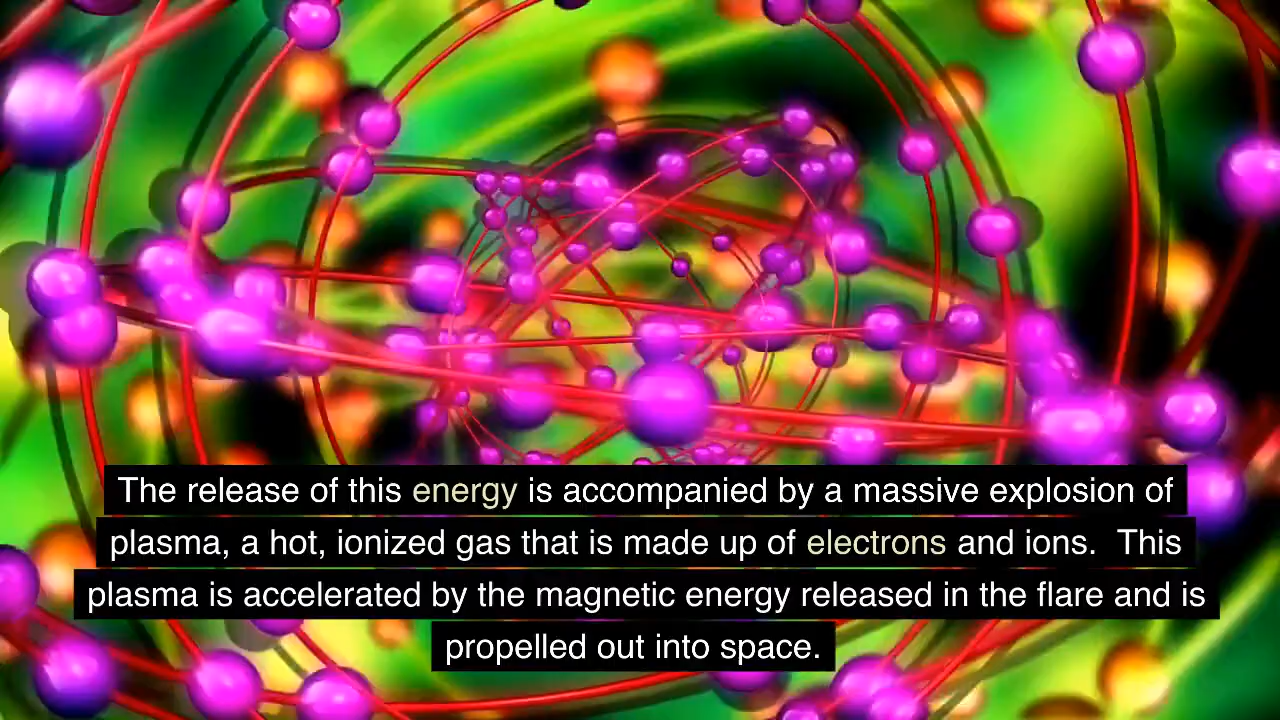 The release of this energy is accompanied by a massive explosion of
plasma, a hot, ionized gas that is made up of electrons and ions.  This
plasma is accelerated by the magnetic energy released in the flare and is
propelled out into space.